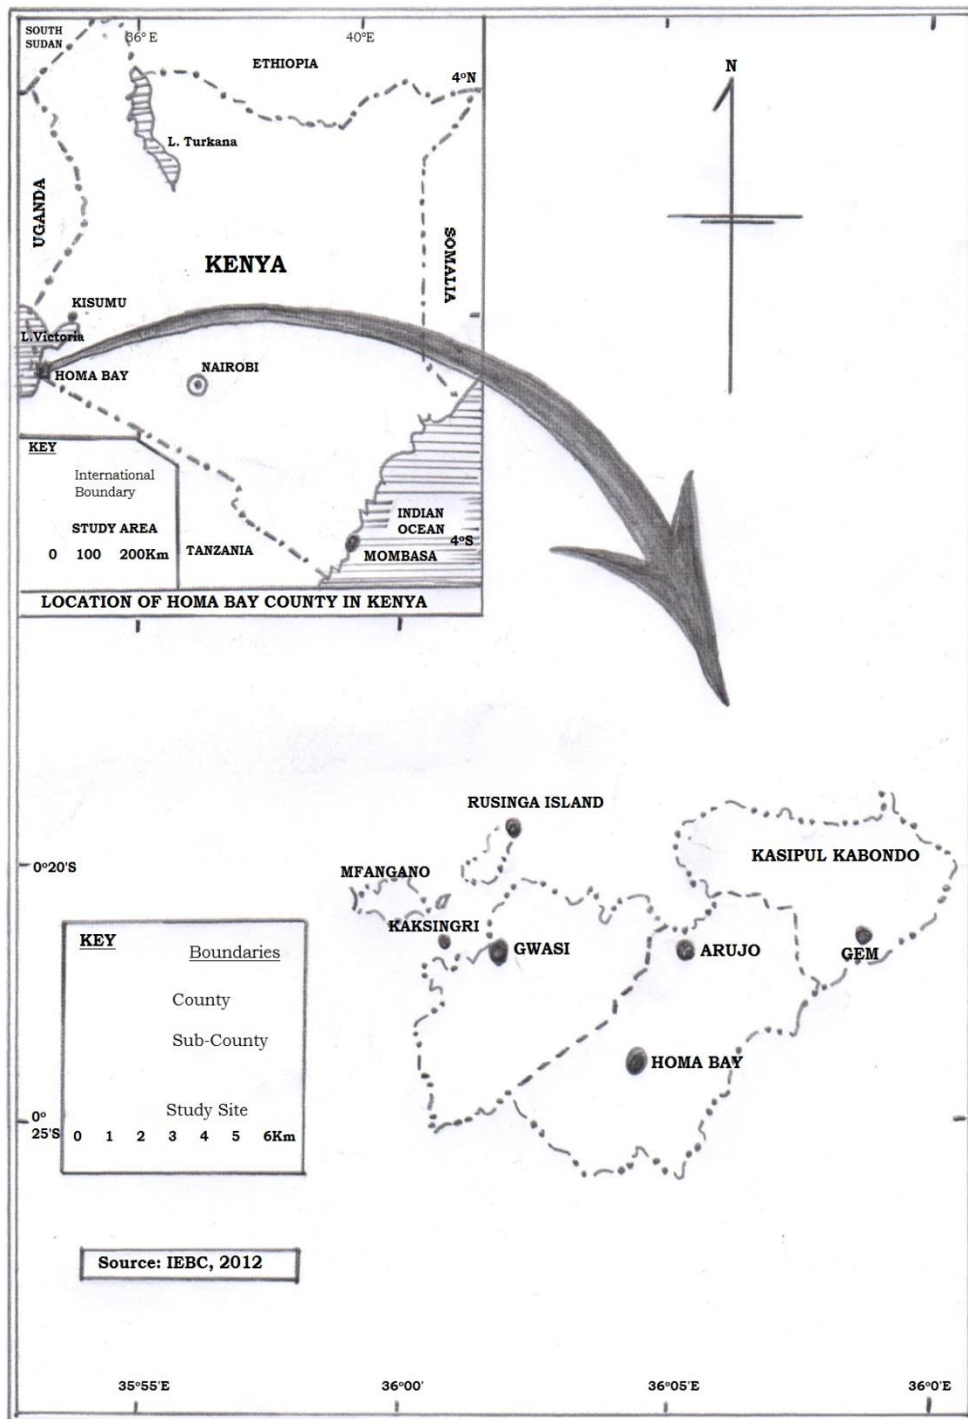 SOUTH
SUDAN
36° E
40°E
ETHIOPIA
4°N
N
L. Turkana
UGANDA
SOMALIA
KENYA
KISUMU
L.Victoria
HOMA BAY
NAIROBI
KEY
International
Boundary
STUDY AREA
0 100 200Km
TANZANIA
INDIAN
OCEAN
4°S
MOMBASA
LOCATION OF HOMA BAY COUNTY IN KENYA
RUSINGA ISLAND
0°20'S
MFANGANO
KASIPUL KABONDO
KAKSINGRI
GWASI
ARUJO
GEM
HOMA BAY
KEY
Boundaries
County
Sub-County
Study Site
0 1 2 3 4 5 6Km
0°
25'S
Source: IEBC, 2012
35°55'E
36°00'
36°05'E
36°0'E